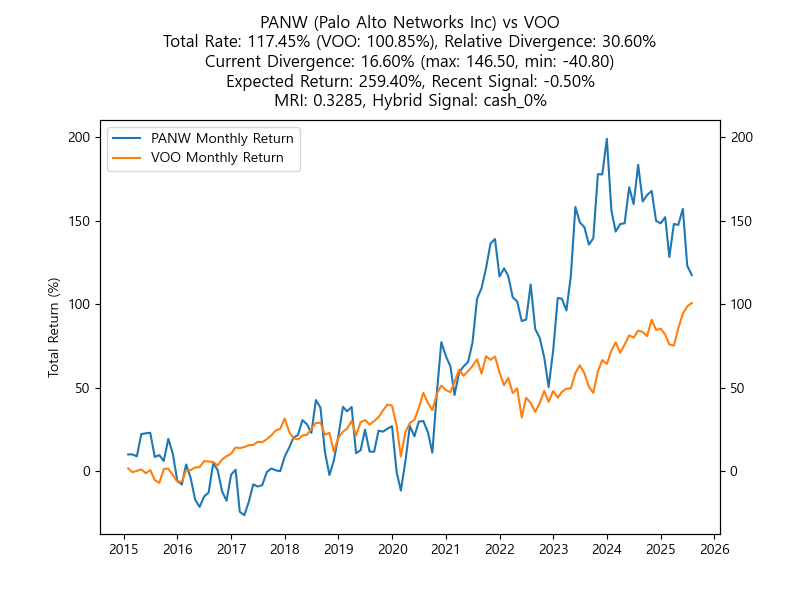 PANW (Palo Alto Networks Inc) vs VOO
Total Rate: 117.45% (VOO: 100.85%), Relative Divergence: 30.60%
Current Divergence: 16.60% (max: 146.50, min: -40.80)
Expected Return: 259.40%, Recent Signal: -0.50%
MRI: 0.3285, Hybrid Signal: cash_0%
PANW Monthly Return
VOO Monthly Return
Total Return (%)
200
150
100
50
0
200
150
100
50
0
2015 2016 2017 2018 2019 2020 2021 2022 2023 2024 2025 2026